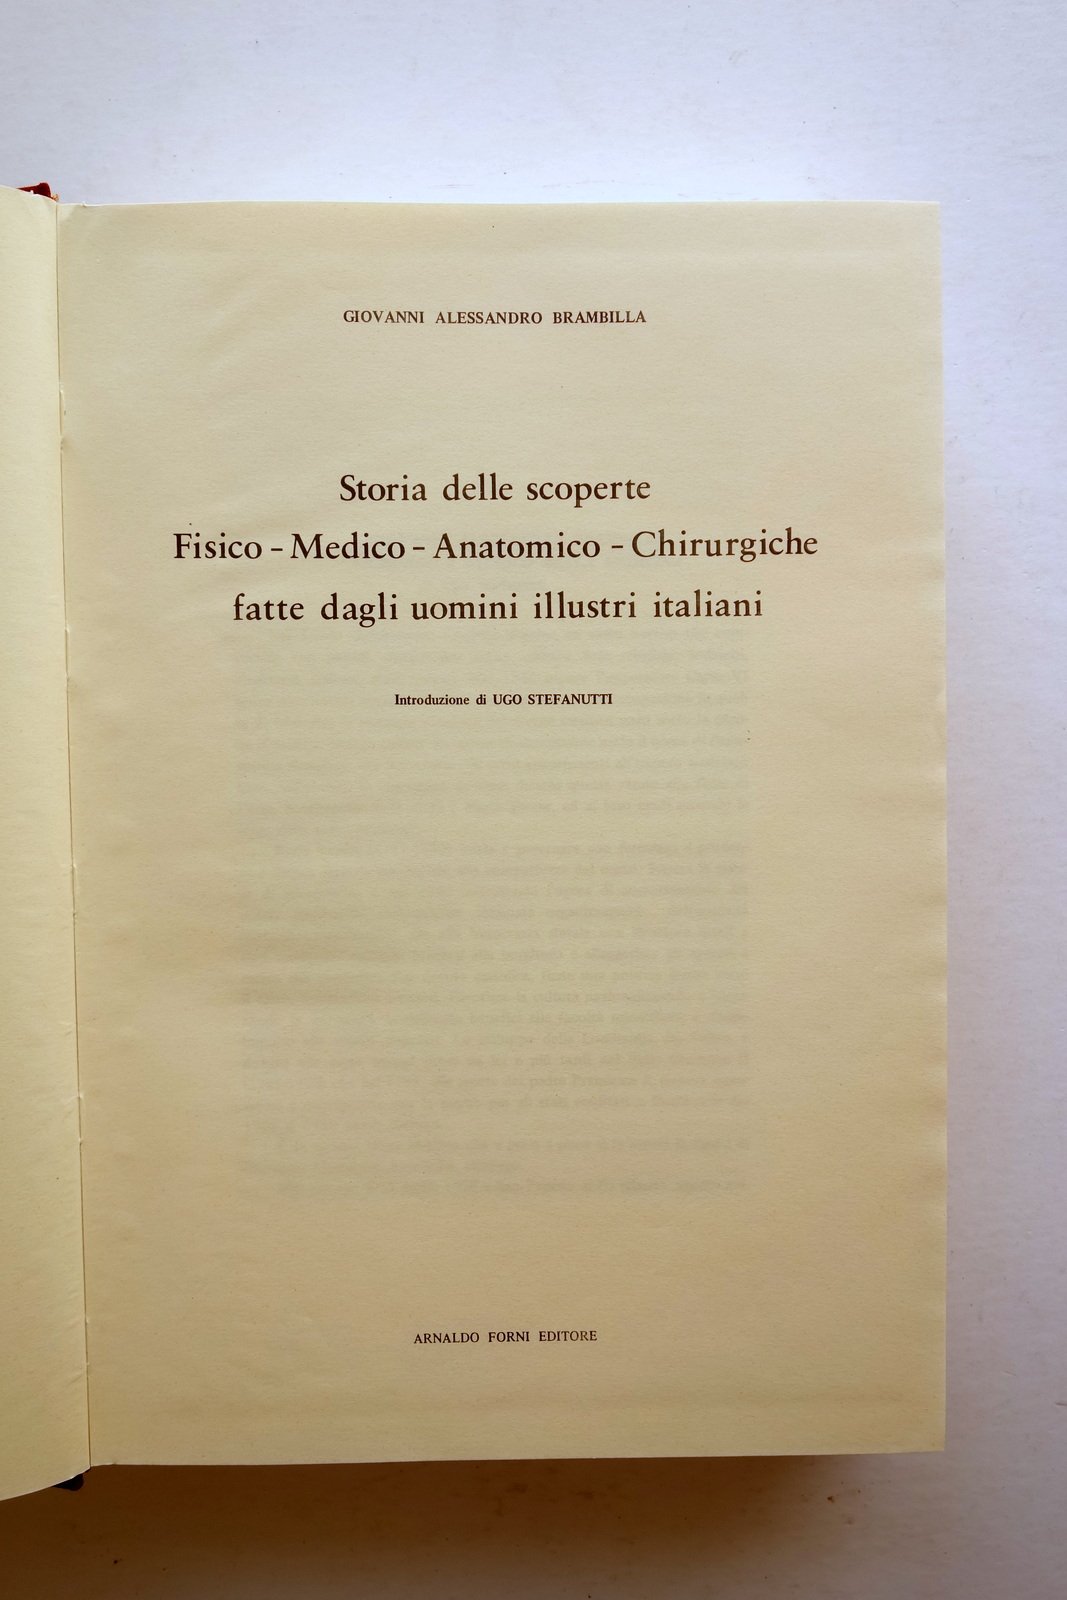 GIOVANNI ALESSANDRO BRAMBILLA
Storia delle scoperte
Fisico - Medico - Anatomico - Chirurgiche
fatte dagli uomini illustri italiani
Introduzione di UGO STEFANUTTI
ARNALDO FORNI EDITORE